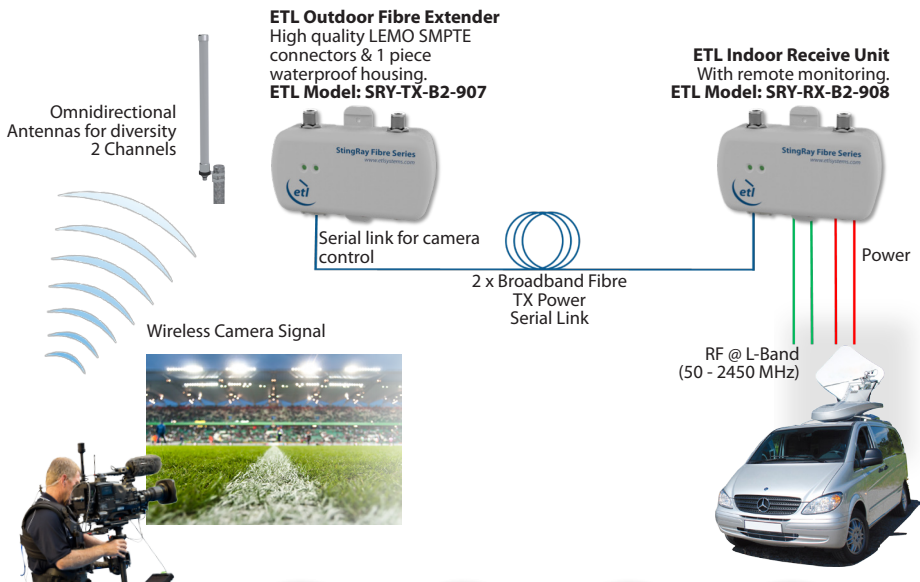 ETL Outdoor Fibre Extender
High quality LEMO SMPTE
connectors & 1 piece
waterproof housing.
ETL Model: SRY-TX-B2-907
ETL Indoor Receive Unit
With remote monitoring.
ETL Model: SRY-RX-B2-908
Omnidirectional
Antennas for diversity
2 Channels
StingRay Fibre Series
www.etlsystems.com
etl
StingRay Fibre Series
www.etlsystems.com
etl
Serial link for camera
control
2 x Broadband Fibre
TX Power
Serial Link
Power
Wireless Camera Signal
RF @ L-Band
(50 - 2450 MHz)